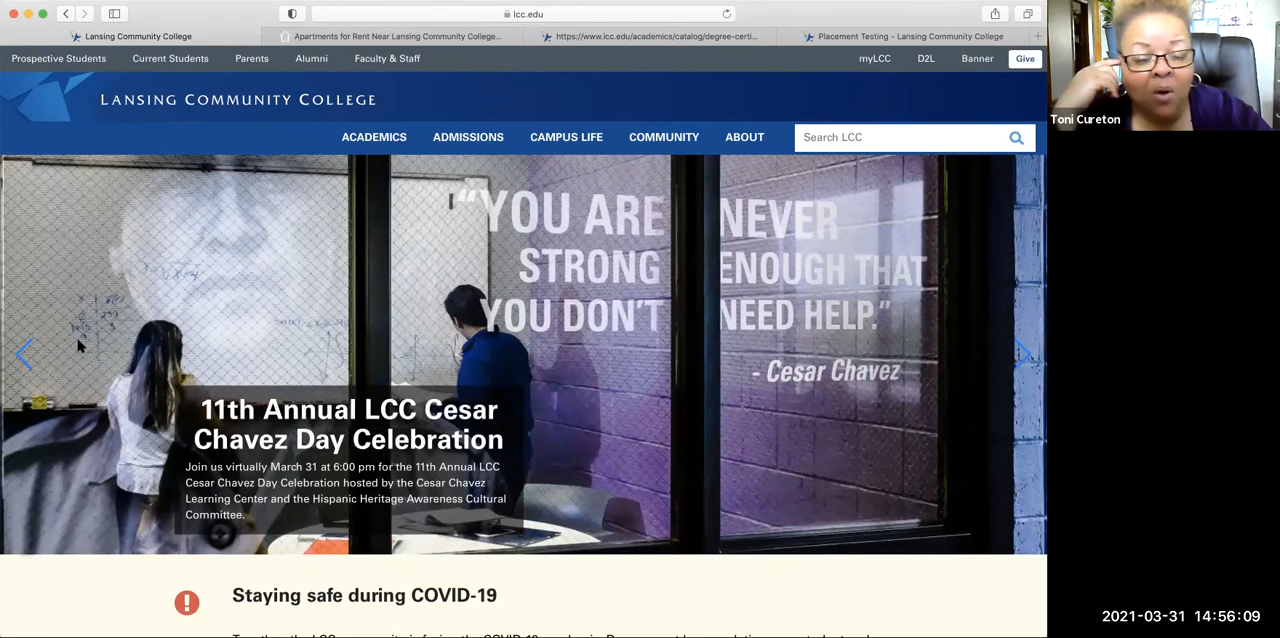 lcc.edu
Lansing Community College
Apartments for Rent Near Lansing Community College...
https://www.lcc.edu/academics/catalog/degree-certi...
Placement Testing - Lansing Community College
Prospective Students
Current Students
Parents
Alumni
Faculty & Staff
myLCC
D2L
Banner
Give
LANSING COMMUNITY COLLEGE
ACADEMICS
ADMISSIONS
CAMPUS LIFE
COMMUNITY
ABOUT
Search LCC
Toni Cureton
“YOU ARE NEVER
STRONG ENOUGH THAT
YOU DON’T NEED HELP.”
- Cesar Chavez
11th Annual LCC Cesar
Chavez Day Celebration
Join us virtually March 31 at 6:00 pm for the 11th Annual LCC
Cesar Chavez Day Celebration hosted by the Cesar Chavez
Learning Center and the Hispanic Heritage Awareness Cultural
Committee.
Staying safe during COVID-19
2021-03-31 14:56:09